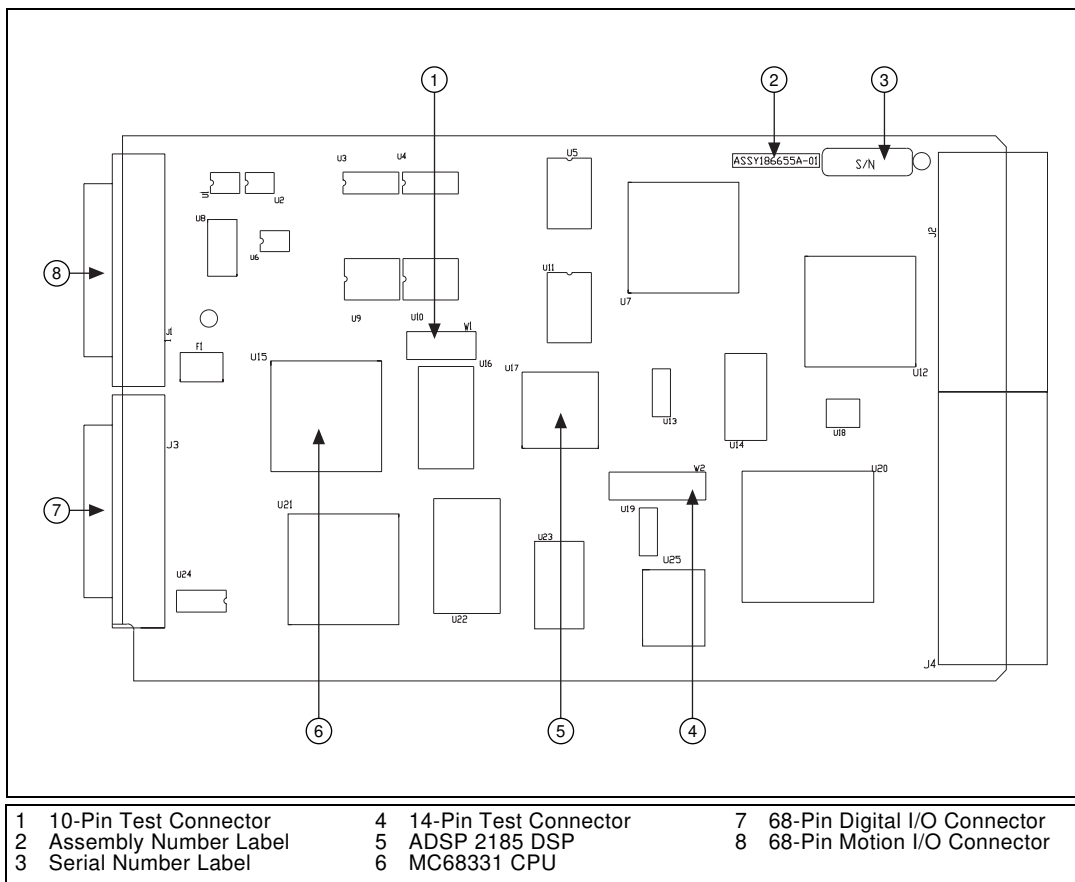 1
2
3
ASSY186655A-01
S/N
U3
U4
U5
U1
U2
U8
U6
J2
8
U11
U7
U9
U10
W1
J1
1
F1
U15
U16
U17
U12
U13
U14
U18
J3
W2
U20
7
U21
U19
U23
U25
U24
U22
J4
6
5
4
1 10-Pin Test Connector
2 Assembly Number Label
3 Serial Number Label
4 14-Pin Test Connector
5 ADSP 2185 DSP
6 MC68331 CPU
7 68-Pin Digital I/O Connector
8 68-Pin Motion I/O Connector